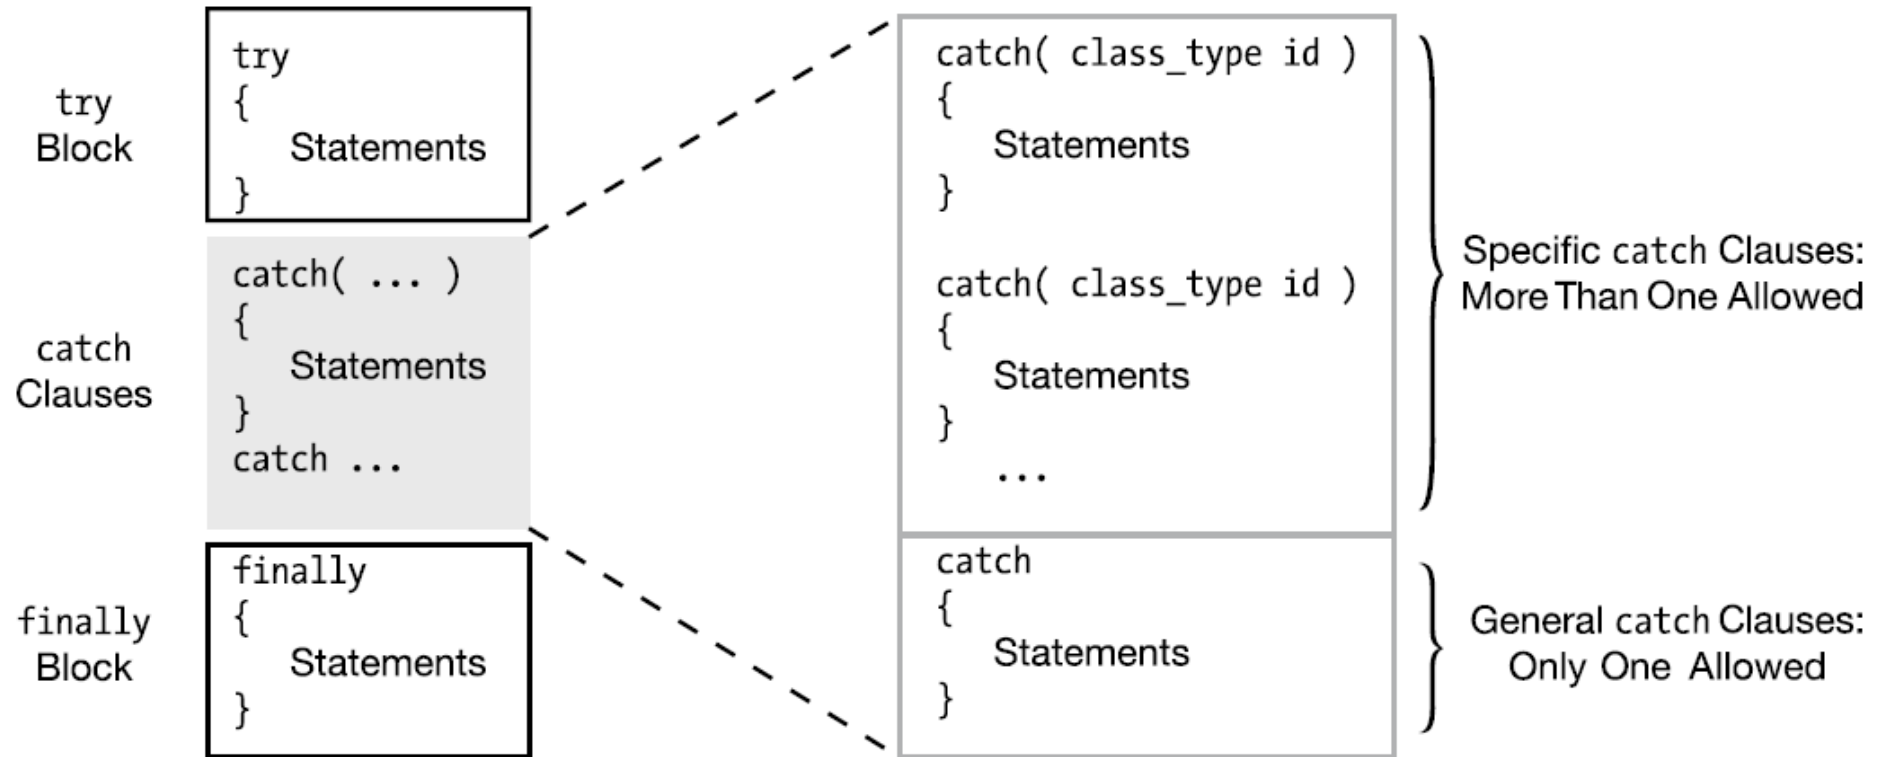 try
Block
try
{
Statements
}
catch
Clauses
catch( ... )
{
Statements
}
catch ...
finally
Block
finally
{
Statements
}
catch( class_type id )
{
Statements
}
catch( class_type id )
{
Statements
}
...
Specific catch Clauses:
More Than One Allowed
catch
{
Statements
}
General catch Clauses:
Only One Allowed